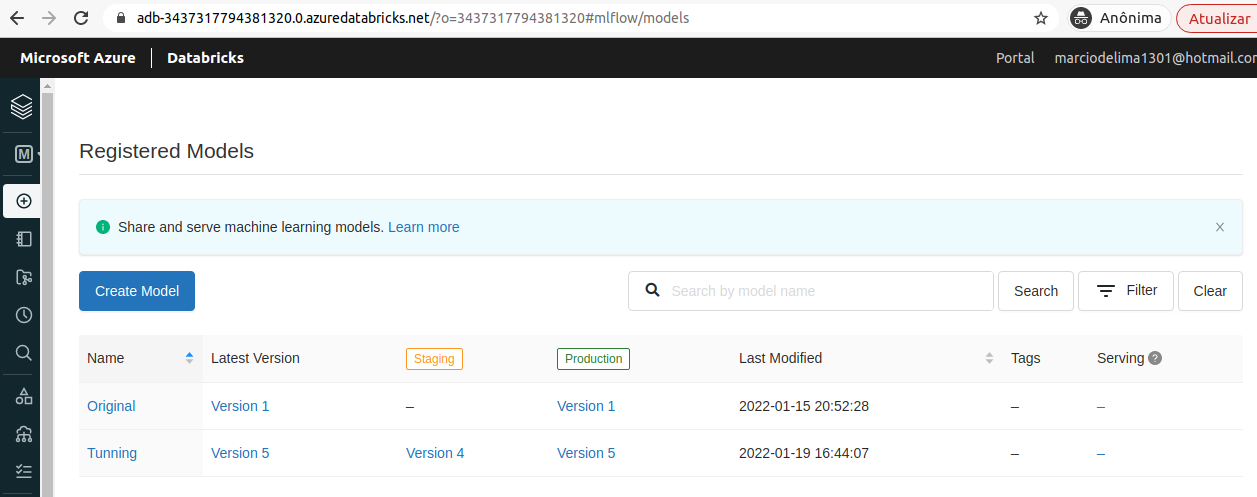 adb-3437317794381320.0.azuredatabricks.net/?o=3437317794381320#mlflow/models Anônima Atualizar
Microsoft Azure Databricks Portal marciodelima1301@hotmail.cor
M
Registered Models
Share and serve machine learning models. Learn more
Create Model Search by model name Search Filter Clear
Name Latest Version Staging Production Last Modified Tags Serving ?
Original Version 1 – Version 1 2022-01-15 20:52:28 – –
Tunning Version 5 Version 4 Version 5 2022-01-19 16:44:07 – –